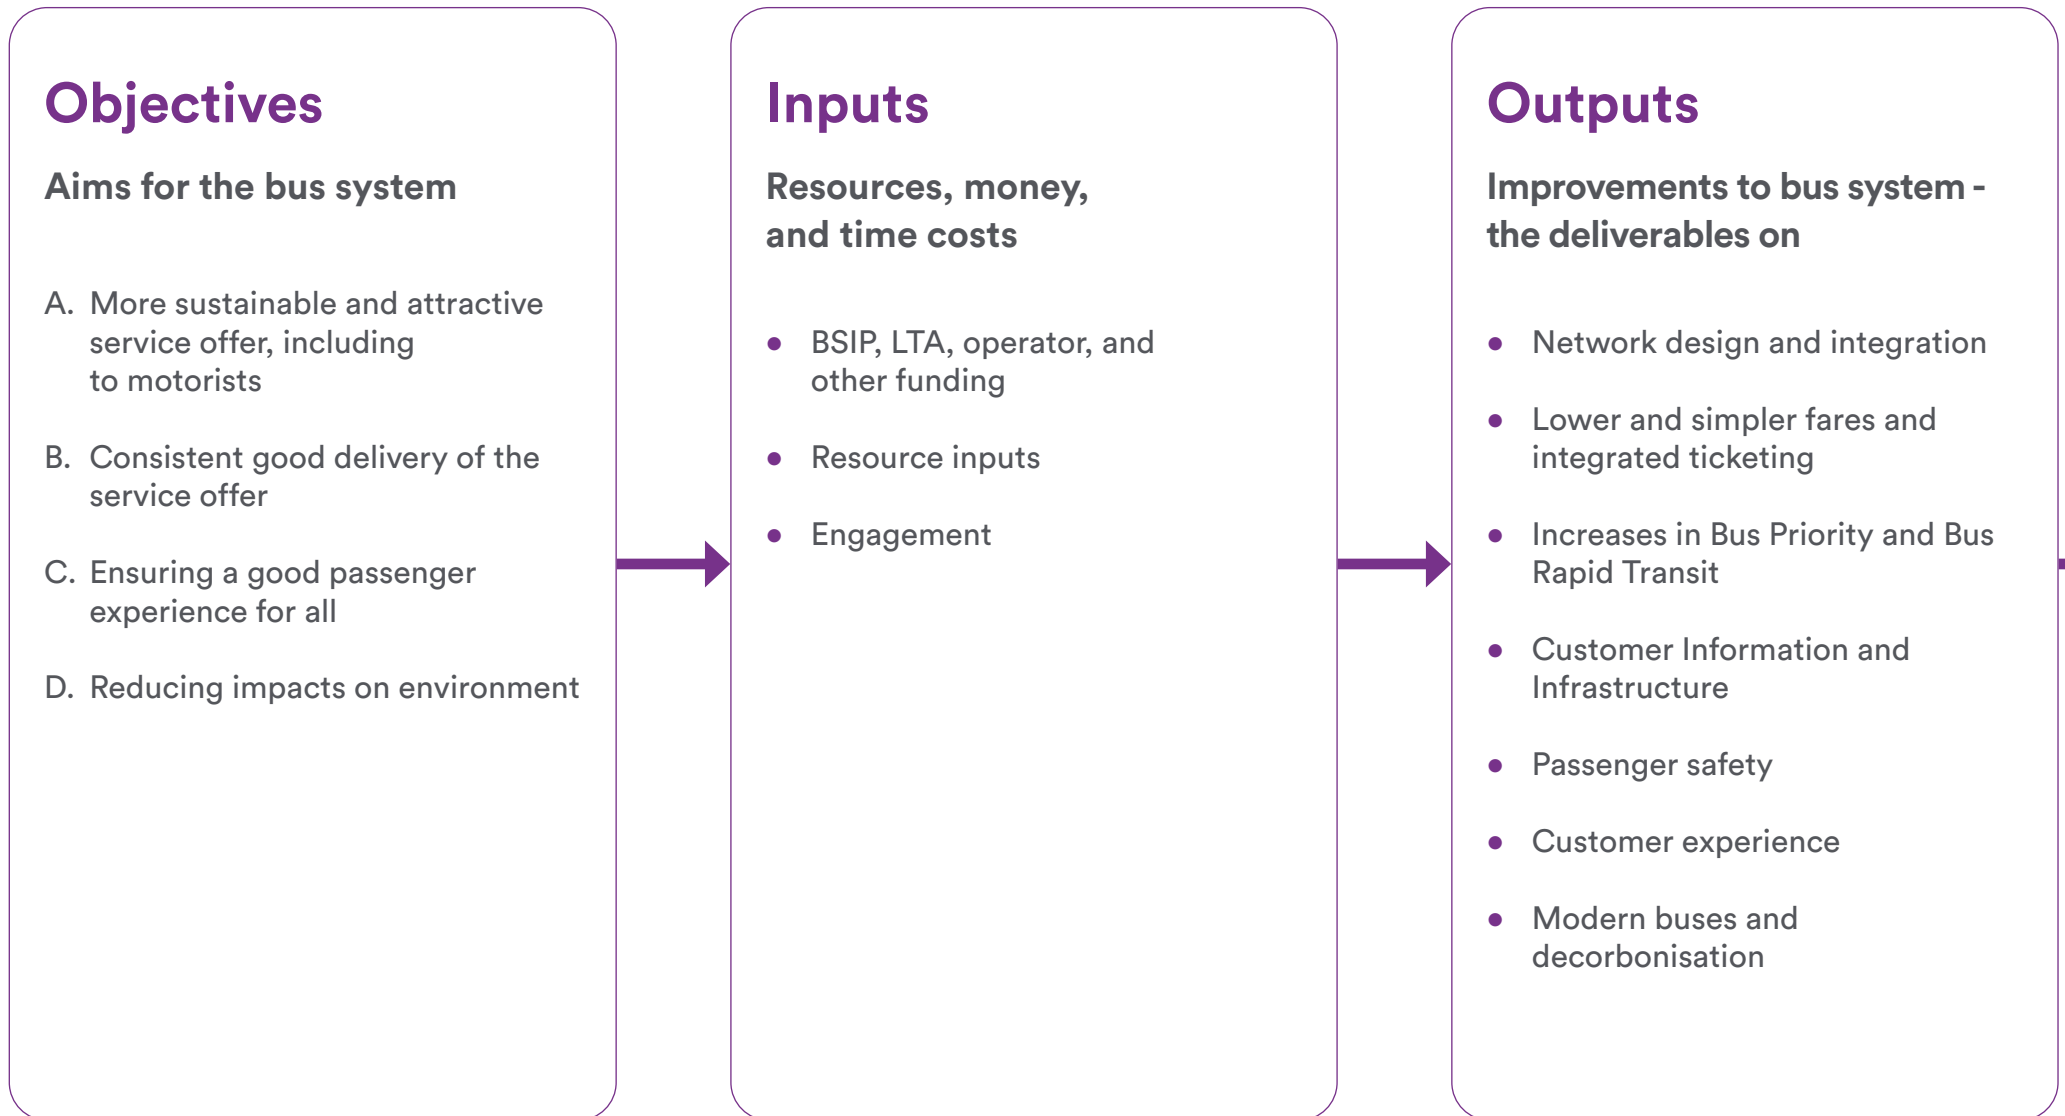 Objectives
Aims for the bus system
A. More sustainable and attractive
service offer, including
to motorists
B. Consistent good delivery of the
service offer
C. Ensuring a good passenger
experience for all
D. Reducing impacts on environment
Inputs
Resources, money,
and time costs
• BSIP, LTA, operator, and
other funding
• Resource inputs
• Engagement
Outputs
Improvements to bus system -
the deliverables on
• Network design and integration
• Lower and simpler fares and
integrated ticketing
• Increases in Bus Priority and Bus
Rapid Transit
• Customer Information and
Infrastructure
• Passenger safety
• Customer experience
• Modern buses and
decorbonisation